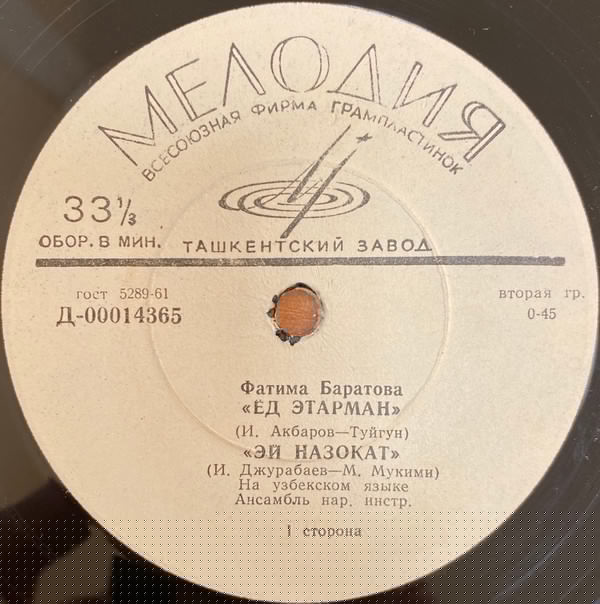 МЕЛОДИЯ
ВСЕСОЮЗНАЯ ФИРМА ГРАМПЛАСТИНОК
33⅓
ОБОР. В МИН.
ТАШКЕНТСКИЙ ЗАВОД
гост 5289-61
Д-00014365
вторая гр.
0-45
Фатима Баратова
«ЁД ЭТАРМАН»
(И. Акбаров—Туйгун)
«ЭЙ НАЗОКАТ»
(И. Джурабаев—М. Мукими)
На узбекском языке
Ансамбль нар. инстр.
1 сторона